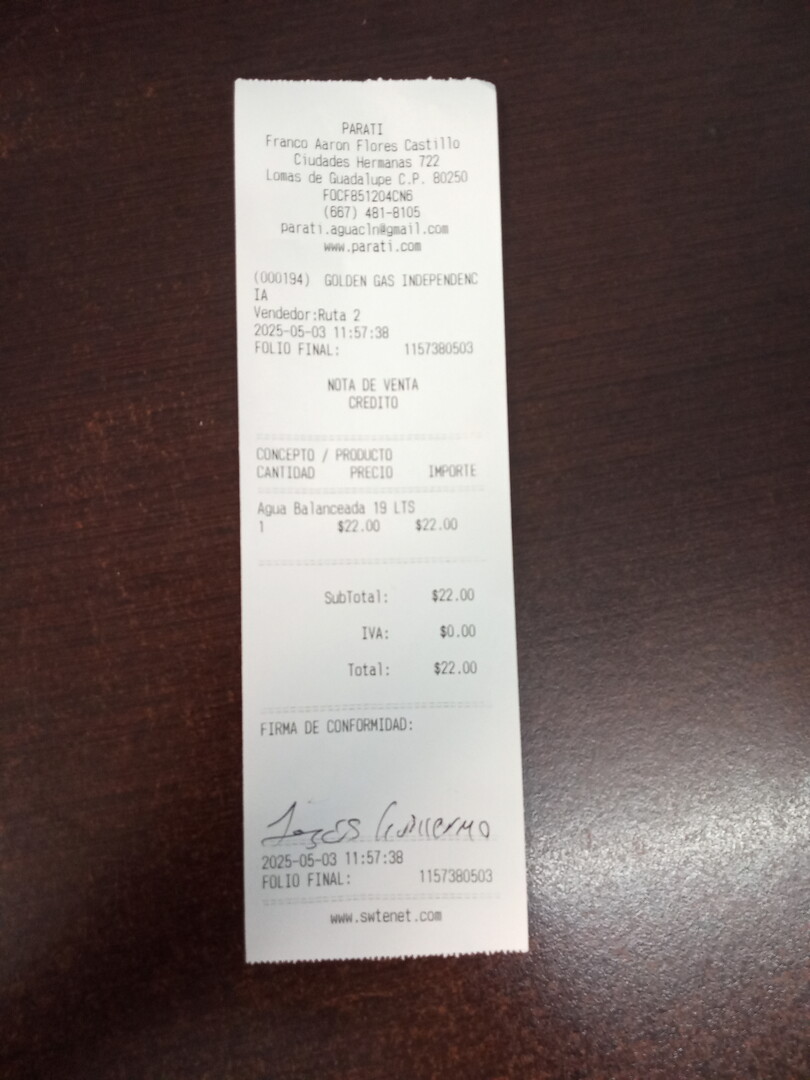 PARATI
Franco Aaron Flores Castillo
Ciudades Hermanas 722
Lomas de Guadalupe C.P. 80250
FOCF851204CN6
(667) 481-8105
parati.aguacln@gmail.com
www.parati.com
(000194) GOLDEN GAS INDEPENDENC
IA
Vendedor:Ruta 2
2025-05-03 11:57:38
FOLIO FINAL: 1157380503
NOTA DE VENTA
CREDITO
CONCEPTO / PRODUCTO
CANTIDAD PRECIO IMPORTE
Agua Balanceada 19 LTS
1 $22.00 $22.00
SubTotal: $22.00
IVA: $0.00
Total: $22.00
FIRMA DE CONFORMIDAD:
Guillermo
2025-05-03 11:57:38
FOLIO FINAL: 1157380503
www.swtenet.com